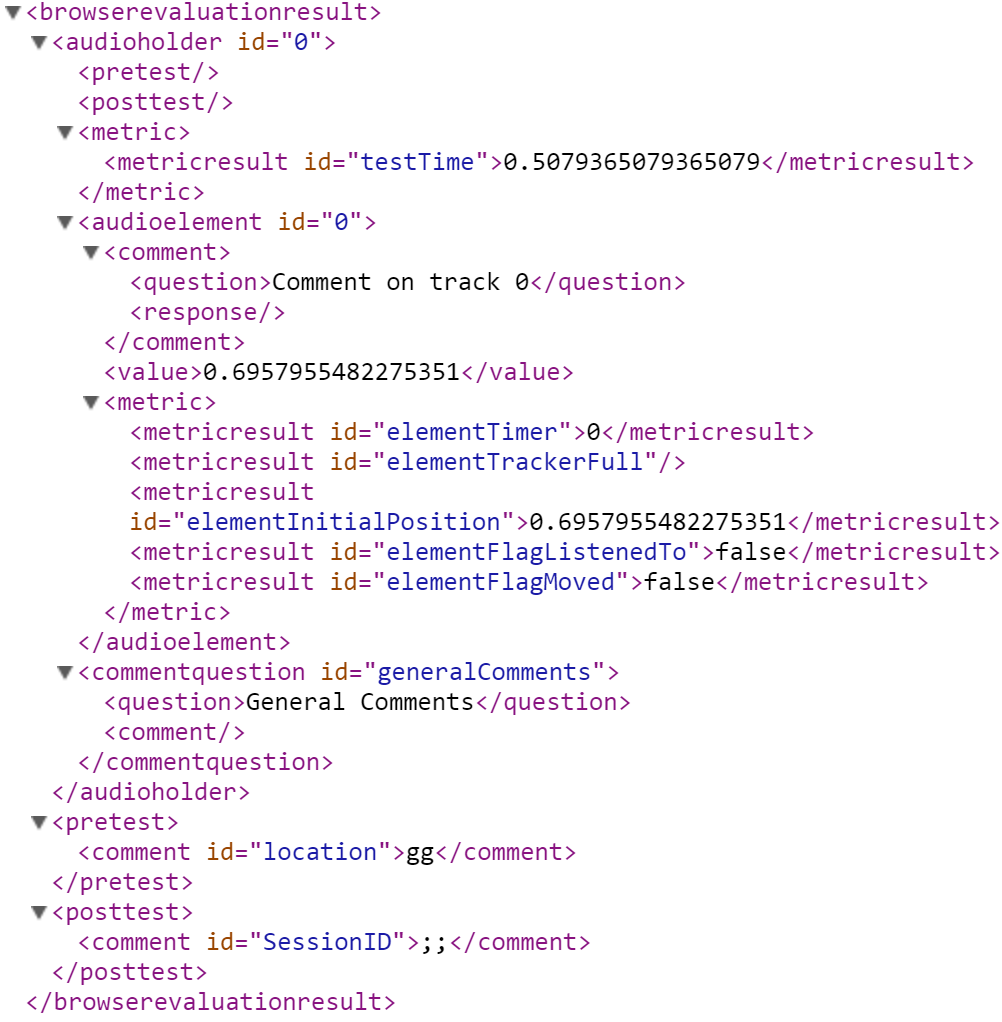 <browserevaluationresult>
<audioholder id="0">
<pretest/>
<posttest/>
<metric>
<metricresult id="testTime">0.5079365079365079</metricresult>
</metric>
<audioelement id="0">
<comment>
<question>Comment on track 0</question>
<response/>
</comment>
<value>0.6957955482275351</value>
<metric>
<metricresult id="elementTimer">0</metricresult>
<metricresult id="elementTrackerFull"/>
<metricresult
id="elementInitialPosition">0.6957955482275351</metricresult>
<metricresult id="elementFlagListenedTo">false</metricresult>
<metricresult id="elementFlagMoved">false</metricresult>
</metric>
</audioelement>
<commentquestion id="generalComments">
<question>General Comments</question>
<comment/>
</commentquestion>
</audioholder>
<pretest>
<comment id="location">gg</comment>
</pretest>
<posttest>
<comment id="SessionID">;;</comment>
</posttest>
</browserevaluationresult>